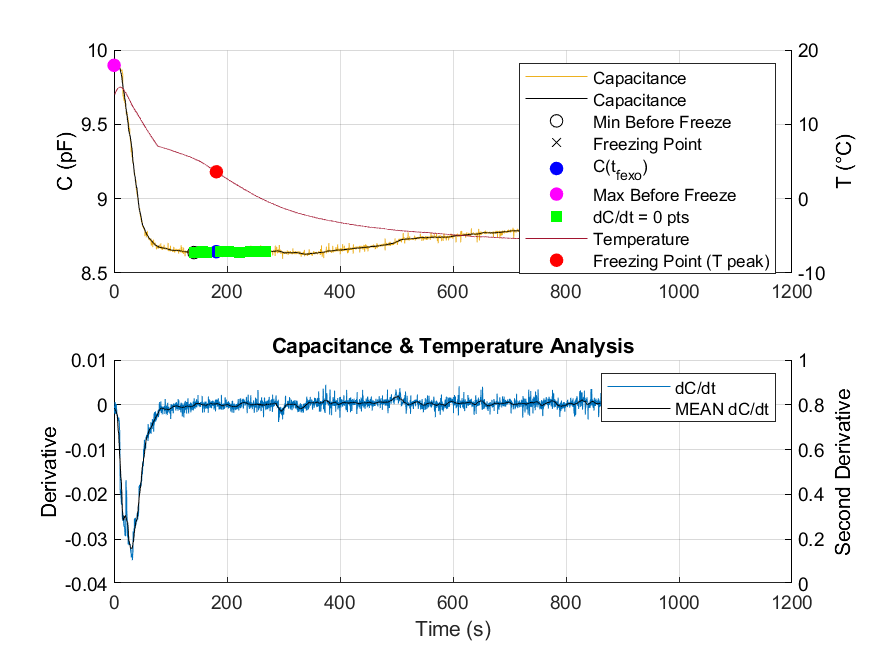 10
9.5
9
8.5
C (pF)
20
10
0
-10
T (°C)
0
200
400
600
800
1000
1200
Capacitance
Capacitance
Min Before Freeze
Freezing Point
C(t_fexo)
Max Before Freeze
dC/dt = 0 pts
Temperature
Freezing Point (T peak)
Capacitance & Temperature Analysis
0.01
0
-0.01
-0.02
-0.03
-0.04
Derivative
1
0.8
0.6
0.4
0.2
0
Second Derivative
dC/dt
MEAN dC/dt
0
200
400
600
800
1000
1200
Time (s)